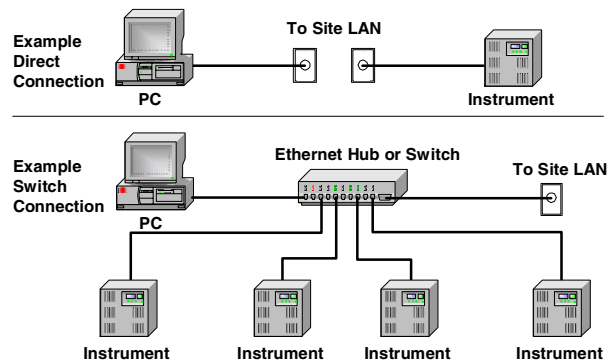 Example
Direct
Connection
To Site LAN
PC
Instrument
Example
Switch
Connection
Ethernet Hub or Switch
To Site LAN
PC
Instrument
Instrument
Instrument
Instrument